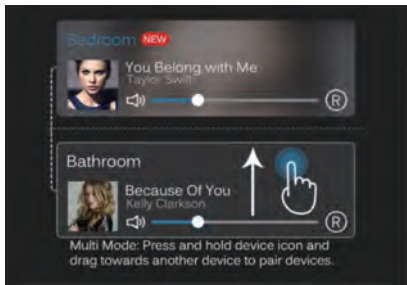 Bedroom NEW
You Belong with Me
Taylor Swift
R
Bathroom
Because Of You
Kelly Clarkson
R
Multi Mode: Press and hold device icon and
drag towards another device to pair devices.